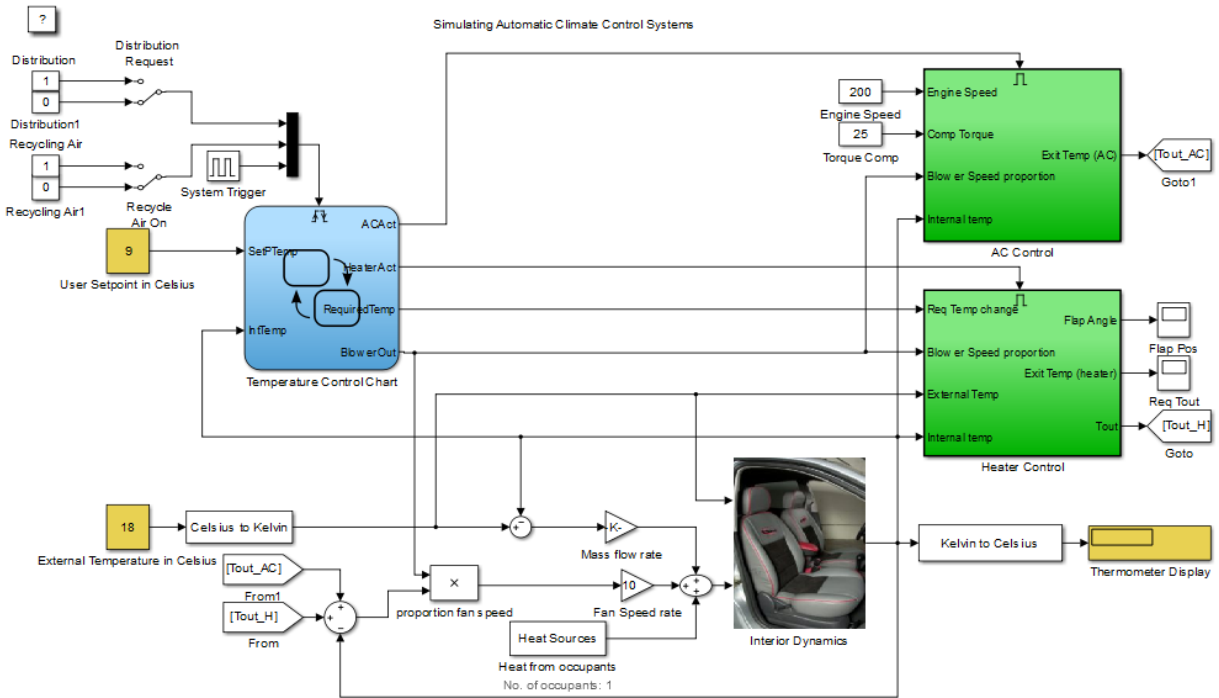 Simulating Automatic Climate Control Systems
?
Distribution
1
0
Distribution1
Distribution
Request
Recycling Air
1
0
Recycling Air1
Recycle
Air On
System Trigger
9
User Setpoint in Celsius
SetPTemp
IntTemp
ACAct
HeaterAct
RequiredTemp
BlowerOut
Temperature Control Chart
200
Engine Speed
25
Torque Comp
Engine Speed
Comp Torque
Blower Speed proportion
Internal temp
Exit Temp (AC)
AC Control
[Tout_AC]
Goto1
Req Temp change
Blower Speed proportion
External Temp
Internal temp
Flap Angle
Exit Temp (heater)
Tout
Heater Control
Flap Pos
Req Tout
[Tout_H]
Goto
18
External Temperature in Celsius
Celsius to Kelvin
[Tout_AC]
From1
[Tout_H]
From
×
proportion fan speed
-K-
Mass flow rate
10
Fan Speed rate
Heat Sources
Heat from occupants
No. of occupants: 1
Interior Dynamics
Kelvin to Celsius
Thermometer Display